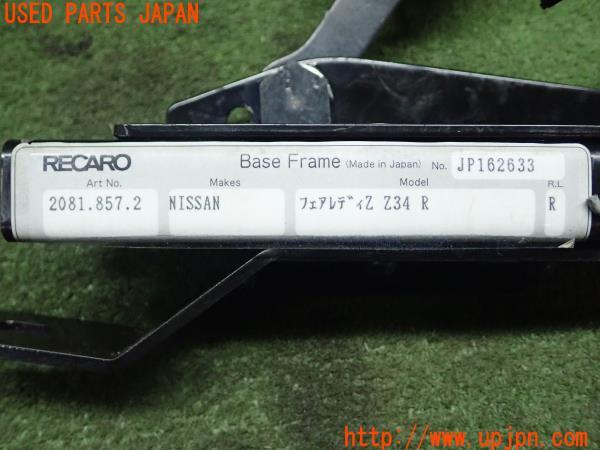 USED PARTS JAPAN
RECARO Base Frame (Made in Japan) No. JP162633
Art No. Makes Model R.L
2081.857.2 NISSAN フェアレディZ Z34 R R
http://www.upjpn.com